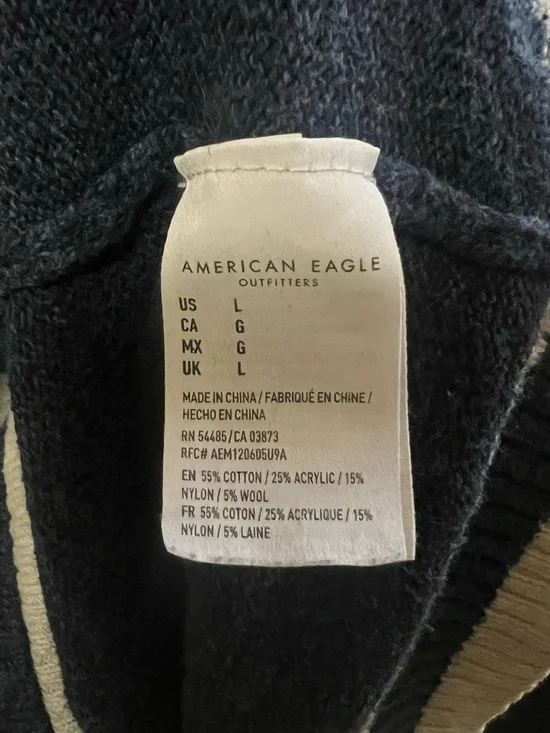 AMERICAN EAGLE
OUTFITTERS
US L
CA G
MX G
UK L
MADE IN CHINA / FABRIQUÉ EN CHINE /
HECHO EN CHINA
RN 54485 / CA 03873
RFC# AEM120605U9A
EN 55% COTTON / 25% ACRYLIC / 15%
NYLON / 5% WOOL
FR 55% COTON / 25% ACRYLIQUE / 15%
NYLON / 5% LAINE